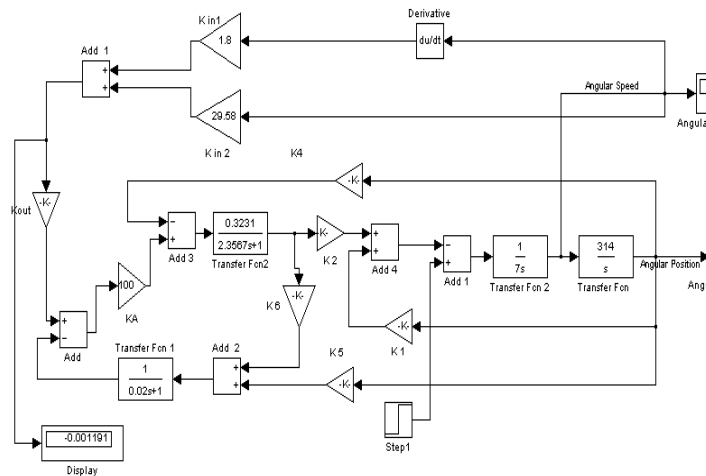 Derivative
K in1
1.8
du/dt
Add 1
+
+
Angular Speed
29.58
Angular
K in 2
K4
-K-
-K-
Kout
0.3231
2.3567s+1
Transfer Fcn2
−
+
Add 3
K-
K2
+
+
Add 4
−
+
Add 1
1
7s
Transfer Fcn 2
314
s
Transfer Fcn
Angular Position
Ang
100
KA
-K-
K6
+
−
Add
Transfer Fcn 1
1
0.02s+1
Add 2
+
+
K5
-K-
-K-
K 1
Step1
-0.001191
Display